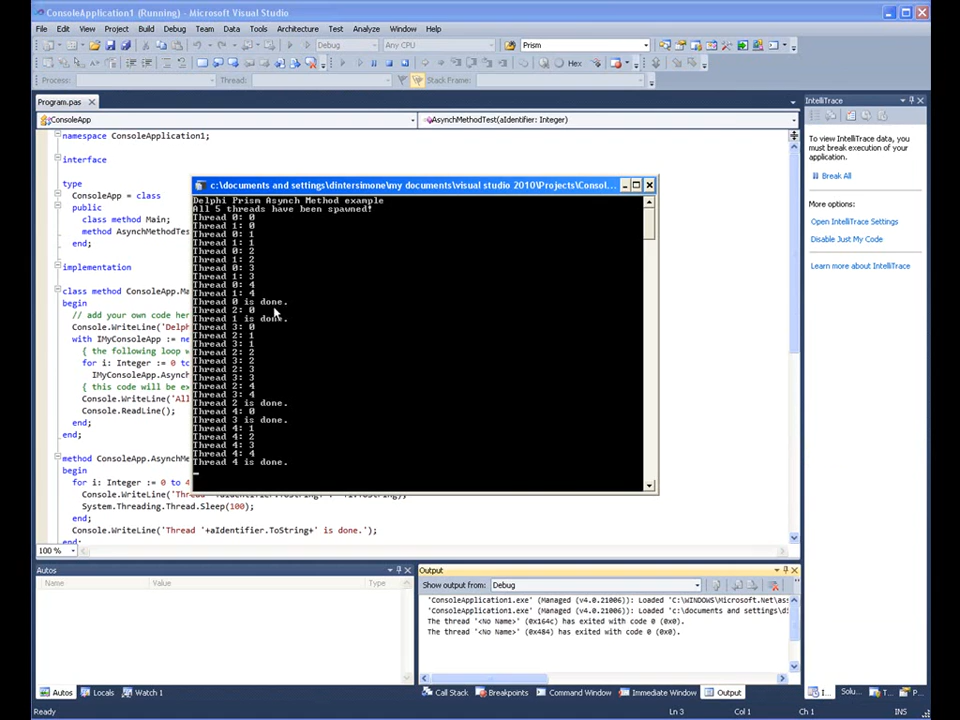 ConsoleApplication1 (Running) - Microsoft Visual Studio
File Edit View Project Build Debug Team Data Tools Architecture Test Analyze Window Help
Debug Any CPU Prism
Hex
Process: Thread: Stack Frame:
Program.pas
ConsoleApp
AsynchMethodTest(aIdentifier: Integer)
namespace ConsoleApplication1;
interface
type
ConsoleApp = class
public
class method Main;
method AsynchMethodTes
end;
implementation
class method ConsoleApp.Ma
begin
// add your own code her
Console.WriteLine('Delp
with IMyConsoleApp := ne
{ the following loop w
for i: Integer := 0 to
IMyConsoleApp.Asynch
{ this code will be ex
Console.WriteLine('All
Console.ReadLine();
end;
end;
method ConsoleApp.AsynchMe
begin
for i: Integer := 0 to 4
Console.WriteLine('Thread '
System.Threading.Thread.Sleep(100);
end;
Console.WriteLine('Thread '+aIdentifier.ToString+' is done.');
end;
100 %
c:\documents and settings\dintersimone\my documents\visual studio 2010\Projects\Consol...
Delphi Prism Asynch Method example
All 5 threads have been spawned!
Thread 0: 0
Thread 1: 0
Thread 0: 1
Thread 1: 1
Thread 0: 2
Thread 1: 2
Thread 0: 3
Thread 1: 3
Thread 0: 4
Thread 1: 4
Thread 0 is done.
Thread 2: 0
Thread 1 is done.
Thread 3: 0
Thread 2: 1
Thread 3: 1
Thread 2: 2
Thread 3: 2
Thread 2: 3
Thread 3: 3
Thread 2: 4
Thread 3: 4
Thread 2 is done.
Thread 4: 0
Thread 3 is done.
Thread 4: 1
Thread 4: 2
Thread 4: 3
Thread 4: 4
Thread 4 is done.
IntelliTrace
To view IntelliTrace data, you
must break execution of your
application.
Break All
More options:
Open IntelliTrace Settings
Disable Just My Code
Learn more about IntelliTrace
Autos
Name Value Type
Autos Locals Watch 1
Output
Show output from: Debug
'ConsoleApplication1.exe' (Managed (v4.0.21006)): Loaded 'C:\WINDOWS\Microsoft.Net\ass
'ConsoleApplication1.exe' (Managed (v4.0.21006)): Loaded 'c:\documents and settings\di
The thread '<No Name>' (0x164c) has exited with code 0 (0x0).
The thread '<No Name>' (0x484) has exited with code 0 (0x0).
Call Stack Breakpoints Command Window Immediate Window Output
I... Solu... T... P...
Ready Ln 3 Col 1 Ch 1 INS